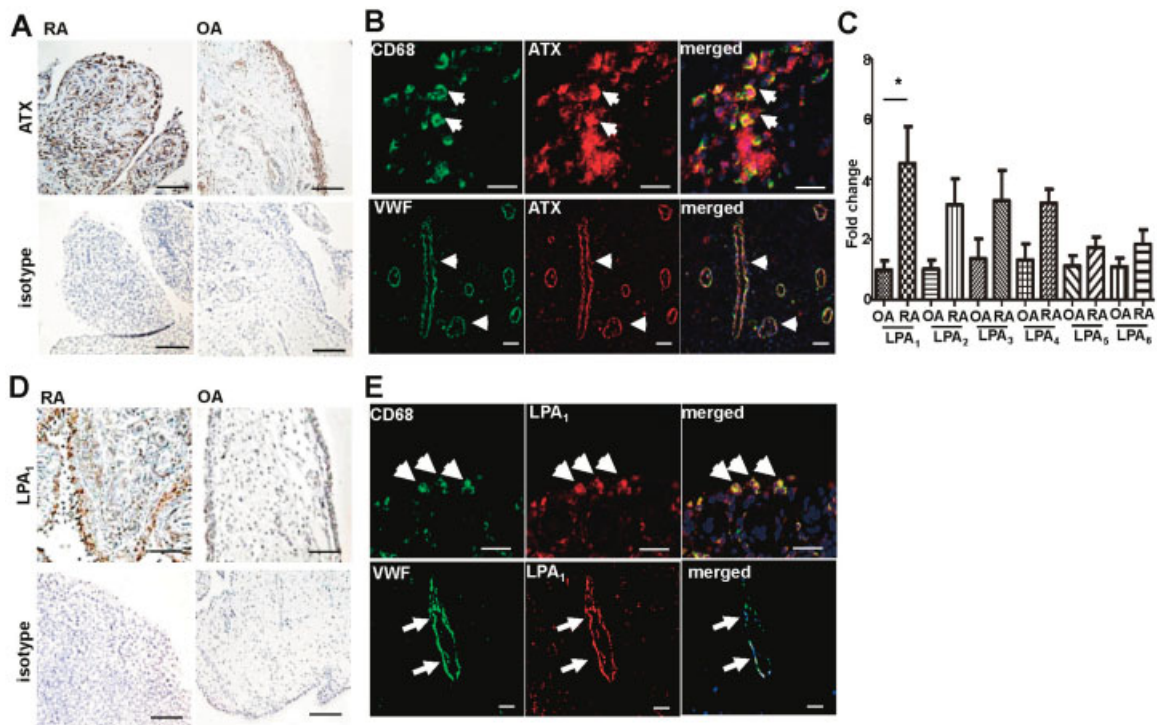 A
RA
OA
ATX
isotype
B
CD68
ATX
merged
VWF
ATX
merged
C
Fold change
8
6
4
2
0
*
OA RA OA RA OA RA OA RA OA RA OA RA
LPA₁ LPA₂ LPA₃ LPA₄ LPA₅ LPA₆
D
RA
OA
LPA₁
isotype
E
CD68
LPA₁
merged
VWF
LPA₁
merged